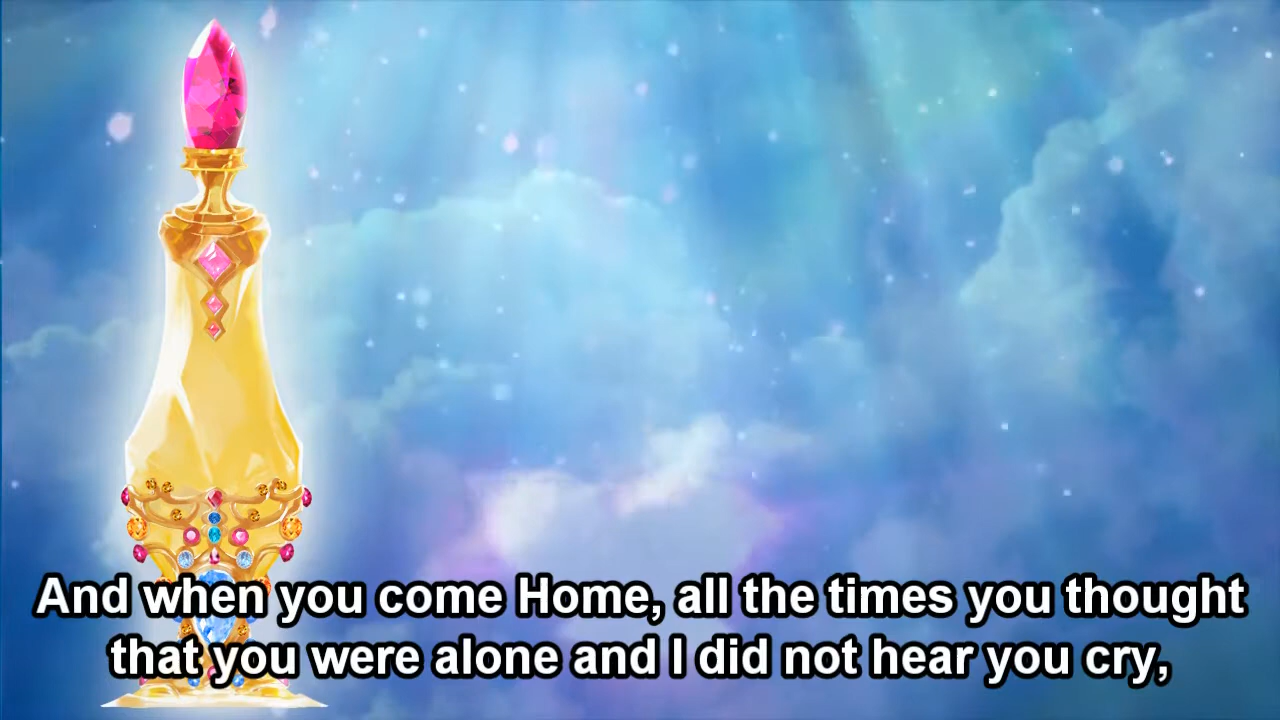 And when you come Home, all the times you thought
that you were alone and I did not hear you cry,